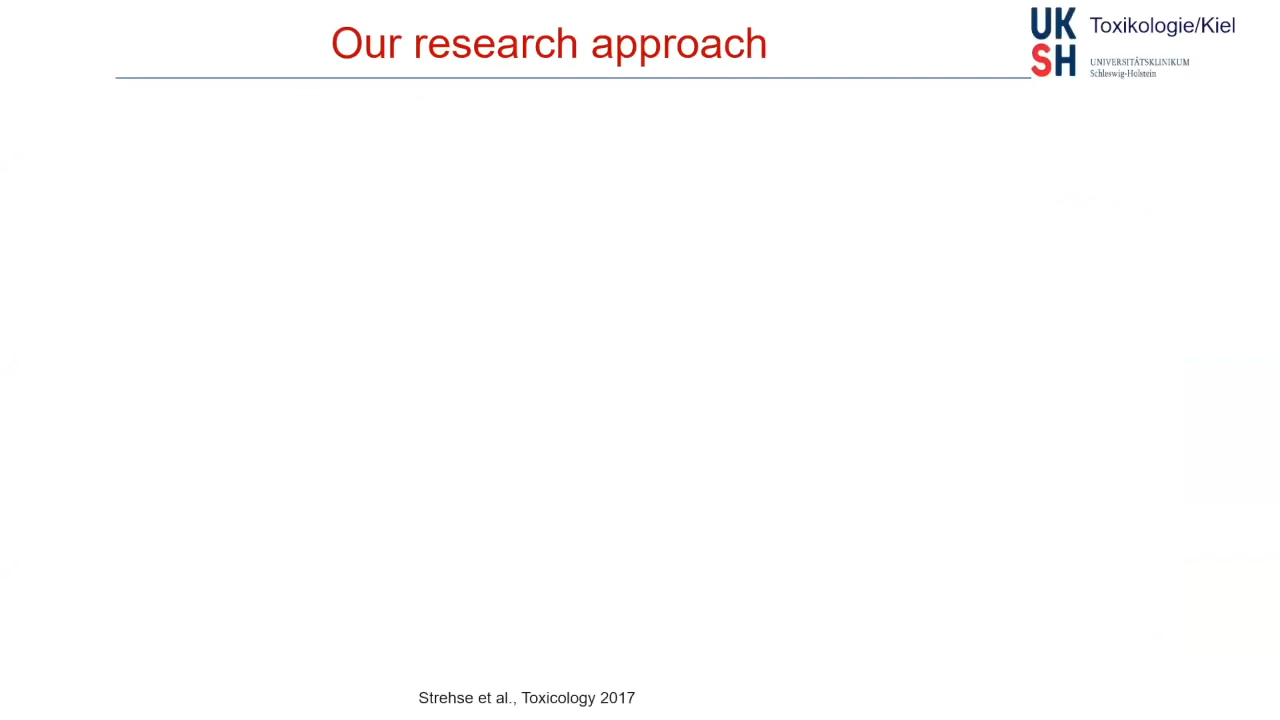 Our research approach
UK
SH
Toxikologie/Kiel
UNIVERSITÄTSKLINIKUM
Schleswig-Holstein
Strehse et al., Toxicology 2017